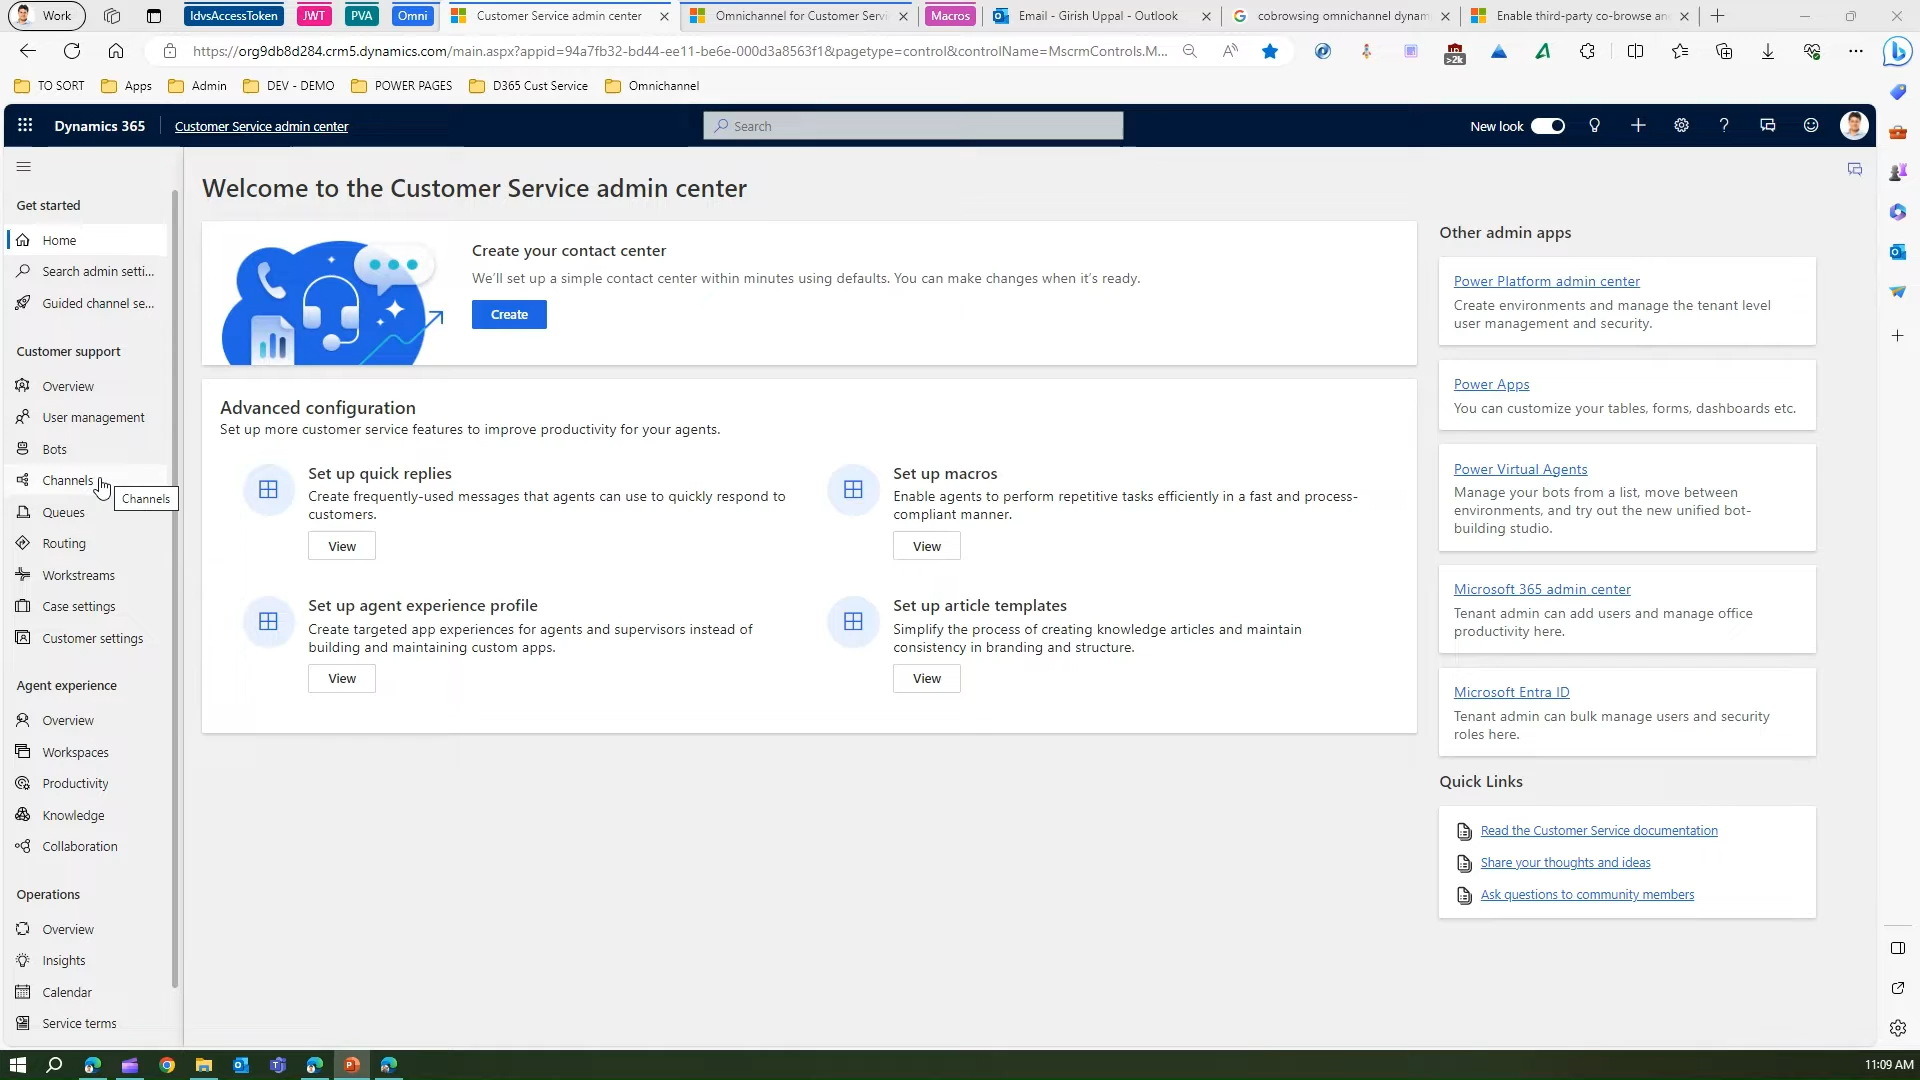 Work
IdvsAccessToken
JWT
PVA
Omni
Customer Service admin center
Omnichannel for Customer Serv
Macros
Email - Girish Uppal - Outlook
cobrowsing omnichannel dynam
Enable third-party co-browse an
https://org9db8d284.crm5.dynamics.com/main.aspx?appid=94a7fb32-bd44-ee11-be6e-000d3a8563f1&pagetype=control&controlName=MscrmControls.M...
>2k
TO SORT
Apps
Admin
DEV - DEMO
POWER PAGES
D365 Cust Service
Omnichannel
Dynamics 365
Customer Service admin center
Search
New look
Get started
Home
Search admin setti...
Guided channel se...
Customer support
Overview
User management
Bots
Channels
Channels
Queues
Routing
Workstreams
Case settings
Customer settings
Agent experience
Overview
Workspaces
Productivity
Knowledge
Collaboration
Operations
Overview
Insights
Calendar
Service terms
Welcome to the Customer Service admin center
Create your contact center
We'll set up a simple contact center within minutes using defaults. You can make changes when it's ready.
Create
Advanced configuration
Set up more customer service features to improve productivity for your agents.
Set up quick replies
Create frequently-used messages that agents can use to quickly respond to
customers.
View
Set up macros
Enable agents to perform repetitive tasks efficiently in a fast and process-
compliant manner.
View
Set up agent experience profile
Create targeted app experiences for agents and supervisors instead of
building and maintaining custom apps.
View
Set up article templates
Simplify the process of creating knowledge articles and maintain
consistency in branding and structure.
View
Other admin apps
Power Platform admin center
Create environments and manage the tenant level
user management and security.
Power Apps
You can customize your tables, forms, dashboards etc.
Power Virtual Agents
Manage your bots from a list, move between
environments, and try out the new unified bot-
building studio.
Microsoft 365 admin center
Tenant admin can add users and manage office
productivity here.
Microsoft Entra ID
Tenant admin can bulk manage users and security
roles here.
Quick Links
Read the Customer Service documentation
Share your thoughts and ideas
Ask questions to community members
11:09 AM